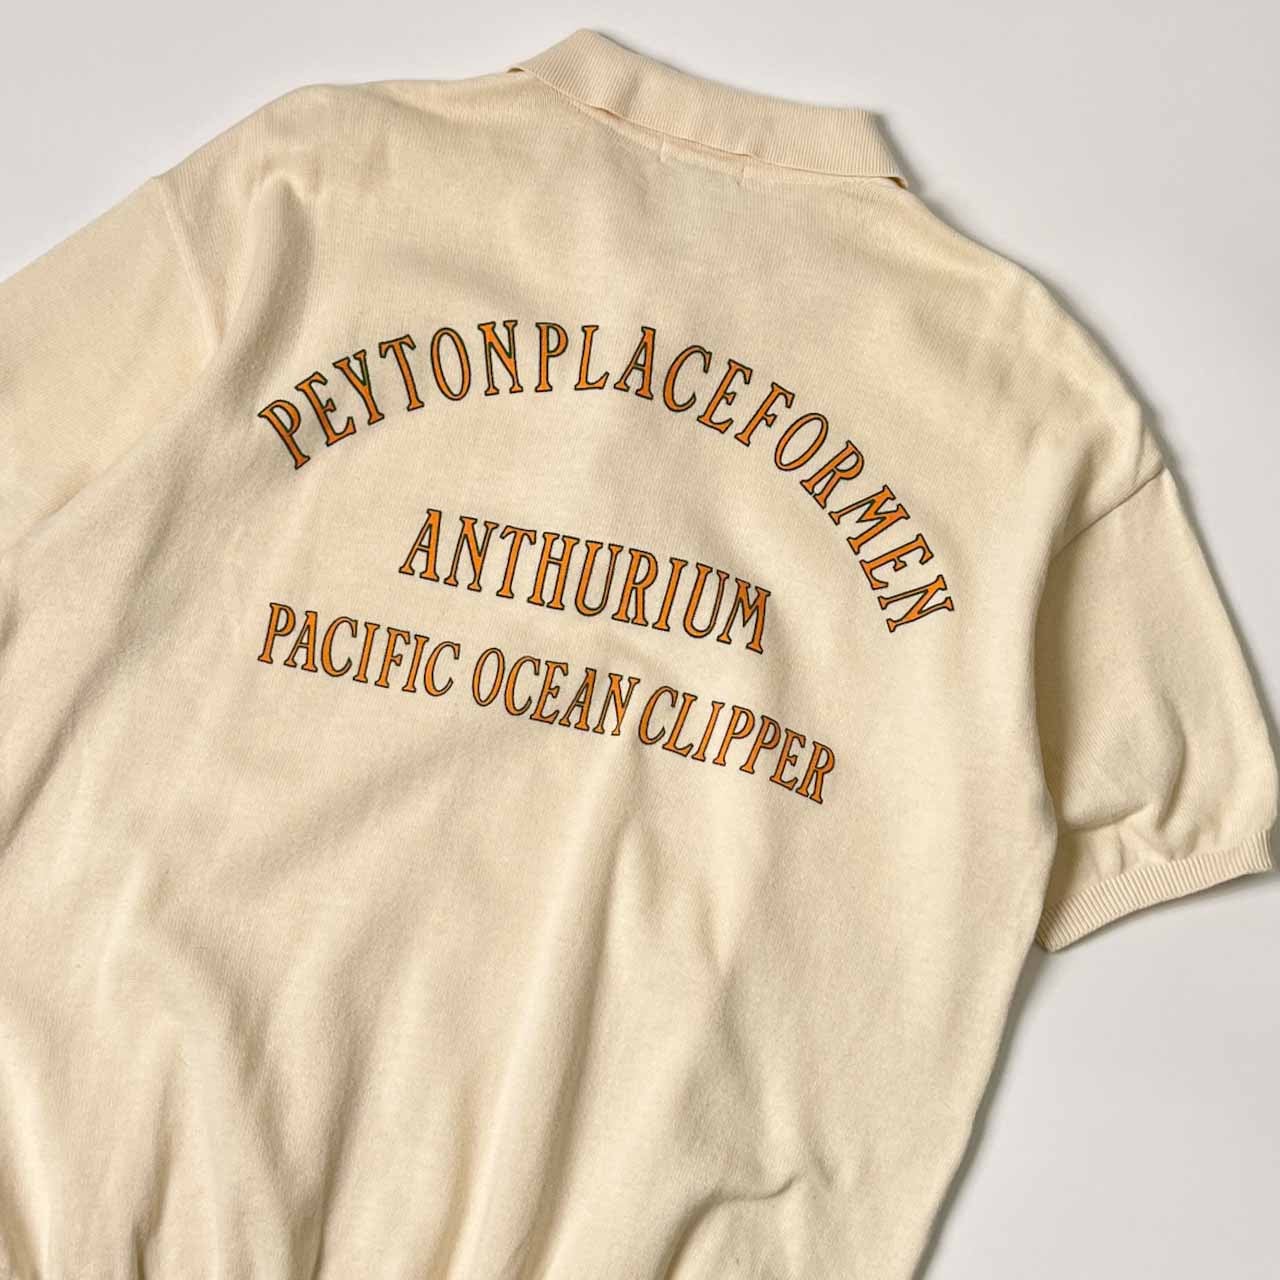 PEYTONPLACEFORMEN
ANTHURIUM
PACIFIC OCEAN CLIPPER